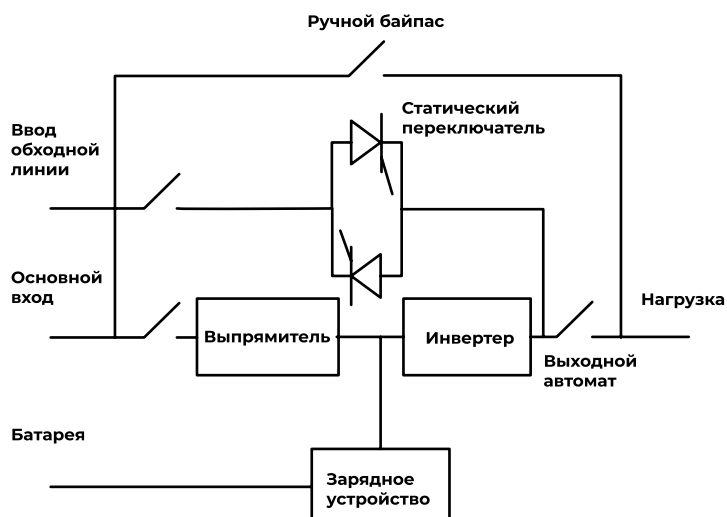 Ручной байпас
Статический
переключатель
Ввод
обходной
линии
Основной
вход
Нагрузка
Выпрямитель
Инвертер
Выходной
автомат
Батарея
Зарядное
устройство